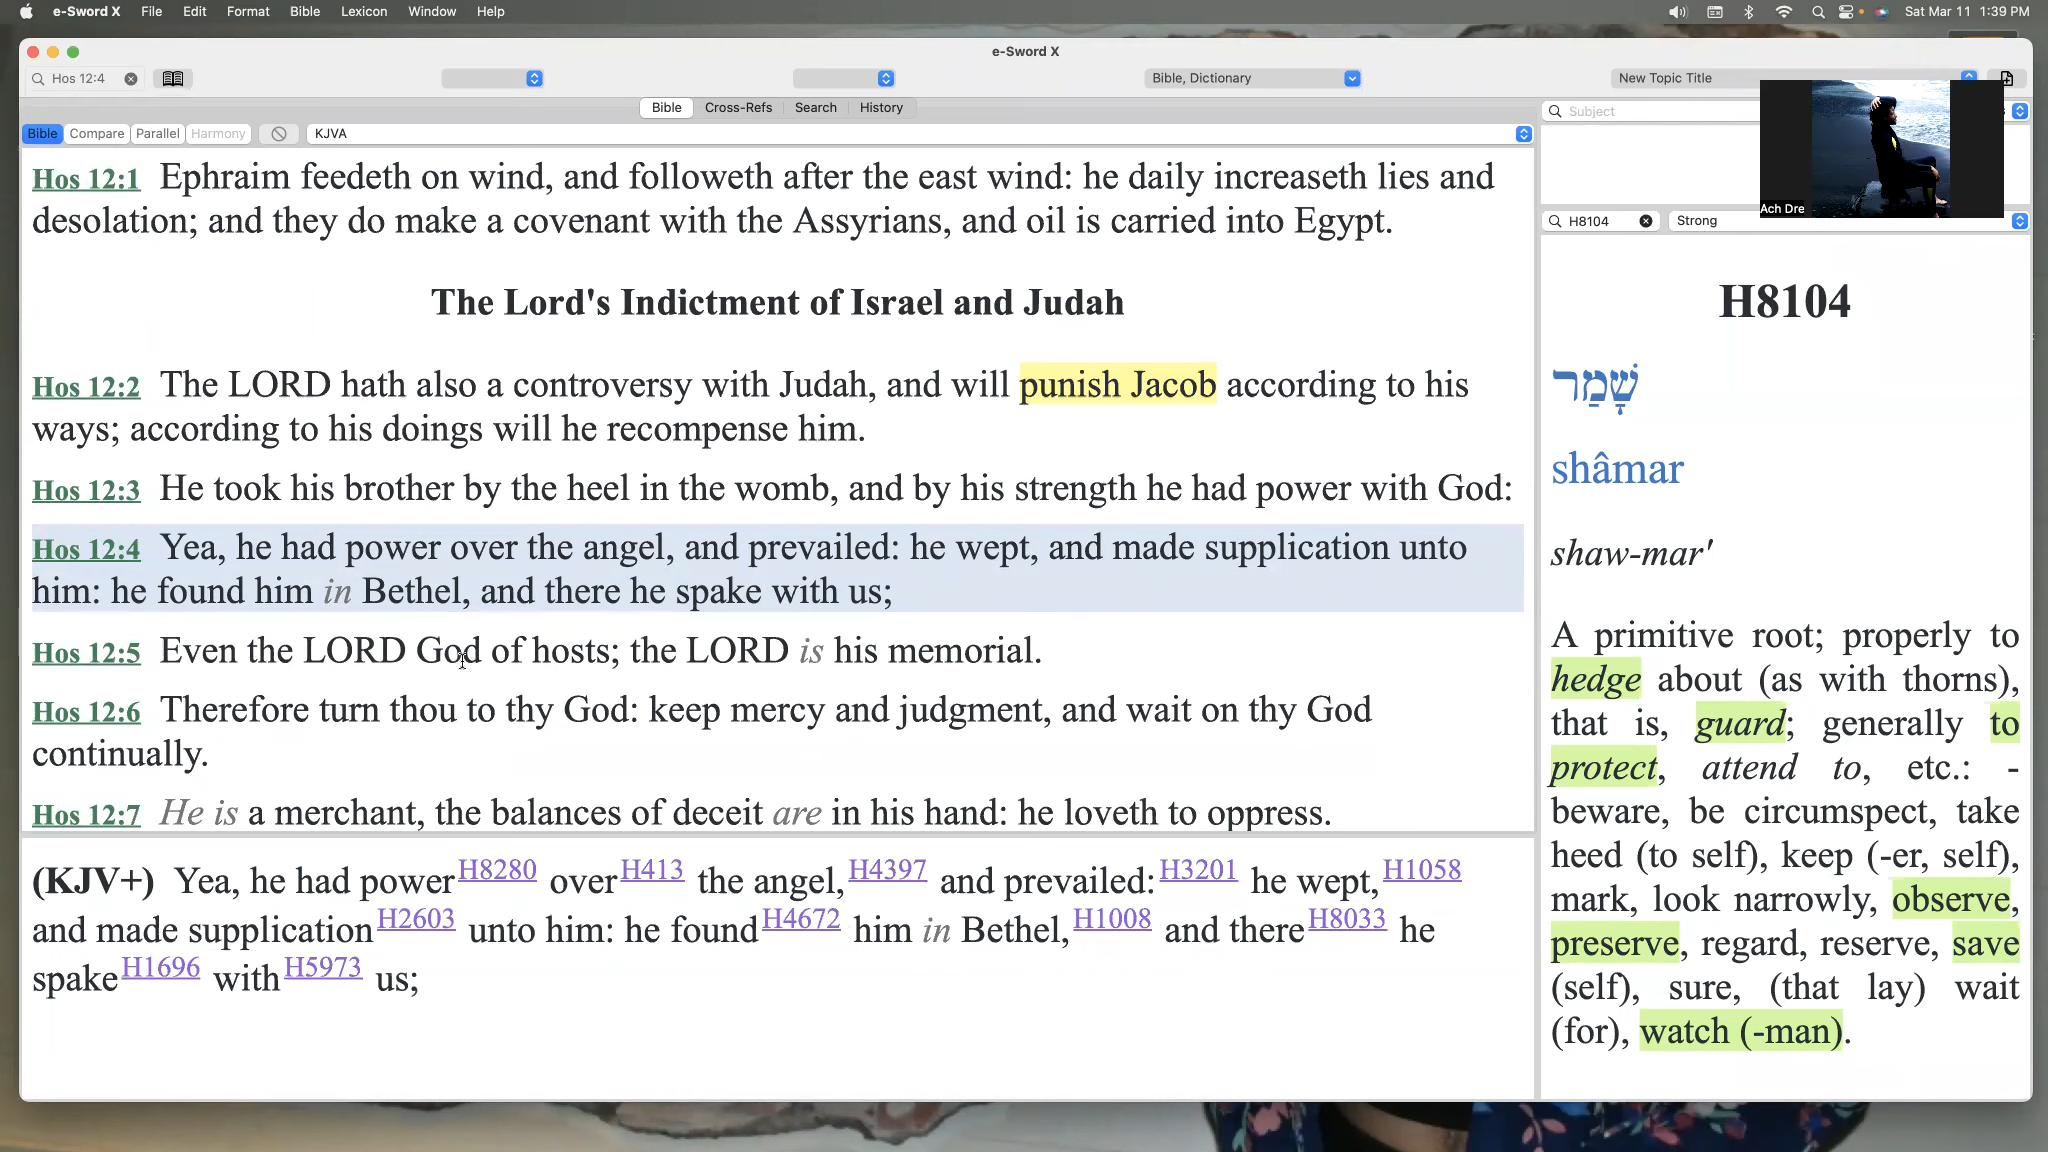 e-Sword X File Edit Format Bible Lexicon Window Help Sat Mar 11 1:39 PM
e-Sword X
Hos 12:4 Bible, Dictionary New Topic Title
Bible Cross-Refs Search History
Subject
Bible Compare Parallel Harmony KJVA
Hos 12:1 Ephraim feedeth on wind, and followeth after the east wind: he daily increaseth lies and
desolation; and they do make a covenant with the Assyrians, and oil is carried into Egypt.
The Lord's Indictment of Israel and Judah
Hos 12:2 The LORD hath also a controversy with Judah, and will punish Jacob according to his
ways; according to his doings will he recompense him.
Hos 12:3 He took his brother by the heel in the womb, and by his strength he had power with God:
Hos 12:4 Yea, he had power over the angel, and prevailed: he wept, and made supplication unto
him: he found him in Bethel, and there he spake with us;
Hos 12:5 Even the LORD God of hosts; the LORD is his memorial.
Hos 12:6 Therefore turn thou to thy God: keep mercy and judgment, and wait on thy God
continually.
Hos 12:7 He is a merchant, the balances of deceit are in his hand: he loveth to oppress.
(KJV+) Yea, he had power H8280 over H413 the angel, H4397 and prevailed: H3201 he wept, H1058
and made supplication H2603 unto him: he found H4672 him in Bethel, H1008 and there H8033 he
spake H1696 with H5973 us;
Ach Dre
H8104 Strong
H8104
שָׁמַר
shâmar
shaw-mar'
A primitive root; properly to
hedge about (as with thorns),
that is, guard; generally to
protect, attend to, etc.: -
beware, be circumspect, take
heed (to self), keep (-er, self),
mark, look narrowly, observe,
preserve, regard, reserve, save
(self), sure, (that lay) wait
(for), watch (-man).